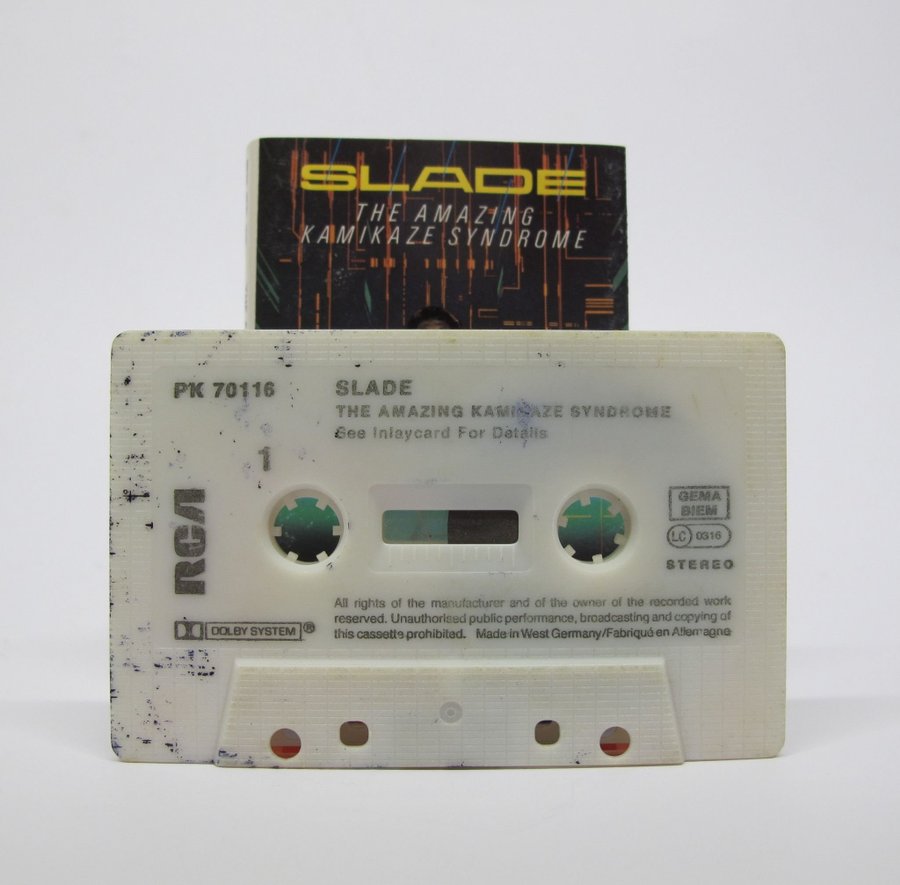 SLADE
THE AMAZING
KAMIKAZE SYNDROME
PK 70116
SLADE
THE AMAZING KAMIKAZE SYNDROME
See Inlaycard For Details
1
RCA
GEMA
BIEM
LC 0316
STEREO
All rights of the manufacturer and of the owner of the recorded work
reserved. Unauthorised public performance, broadcasting and copying of
this cassette prohibited. Made in West Germany/Fabriqué en Allemagne
DOLBY SYSTEM®